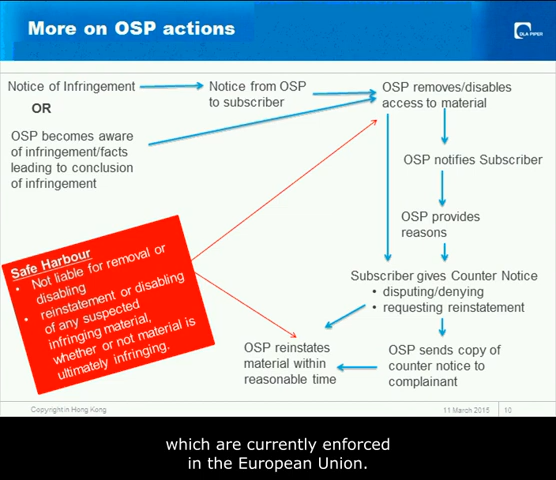 More on OSP actions
DLA PIPER
Notice of Infringement
OR
OSP becomes aware
of infringement/facts
leading to conclusion
of infringement
Notice from OSP
to subscriber
OSP removes/disables
access to material
OSP notifies Subscriber
OSP provides
reasons
Subscriber gives Counter Notice
• disputing/denying
• requesting reinstatement
OSP sends copy of
counter notice to
complainant
OSP reinstates
material within
reasonable time
Safe Harbour
• Not liable for removal or
disabling
• reinstatement or disabling
of any suspected
infringing material,
whether or not material is
ultimately infringing.
Copyright in Hong Kong
11 March 2015
10
which are currently enforced
in the European Union.